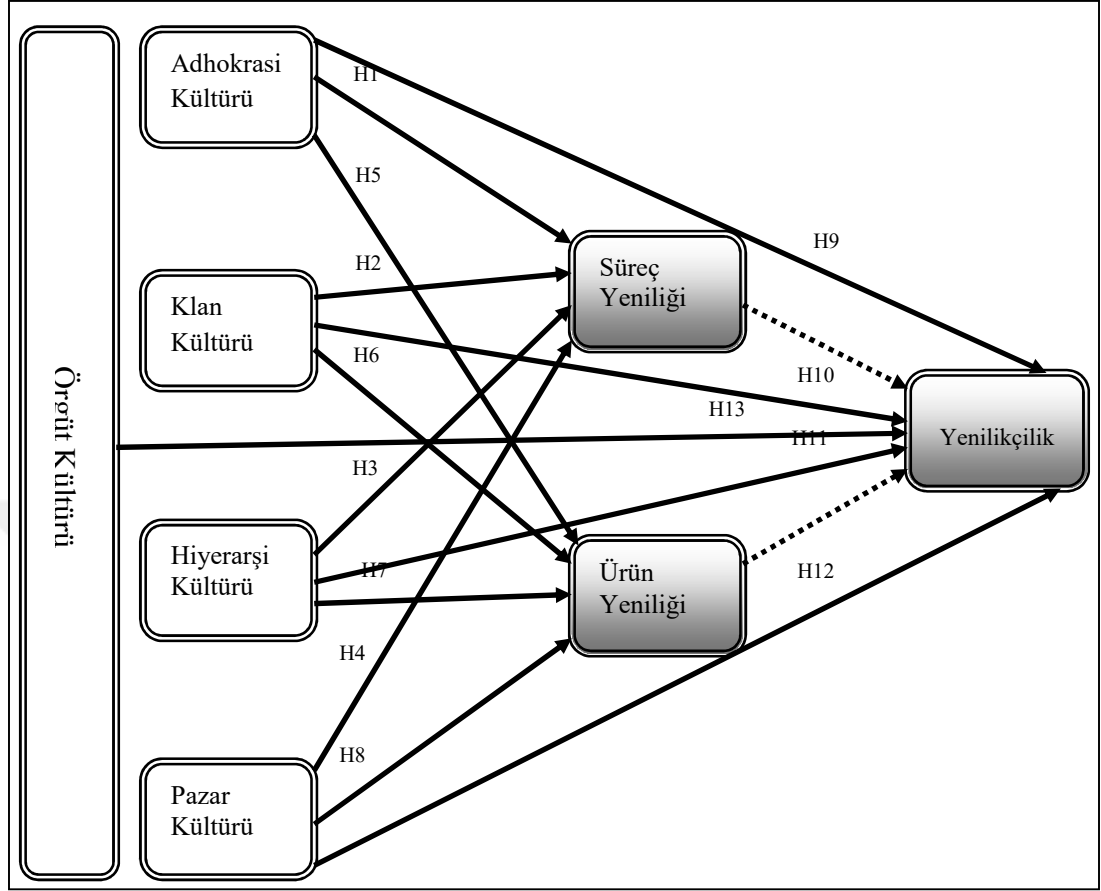 Örgüt Kültürü
Adhokrasi
Kültürü
Klan
Kültürü
Hiyerarşi
Kültürü
Pazar
Kültürü
H1
H5
H2
H6
H3
H7
H4
H8
Süreç
Yeniliği
Ürün
Yeniliği
H9
H10
H13
H11
H12
Yenilikçilik